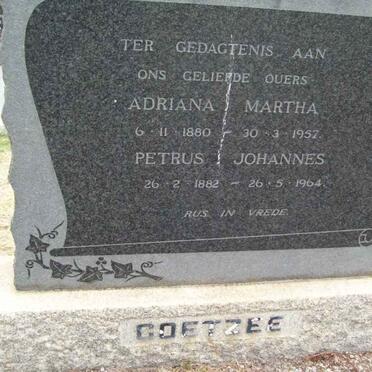 TER GEDAGTENIS AAN
ONS GELIEFDE OUERS
ADRIANA MARTHA
6·11·1880 – 30·3·1957.
PETRUS JOHANNES
26·2·1882 – 26·5·1964.
RUS IN VREDE
COETZEE